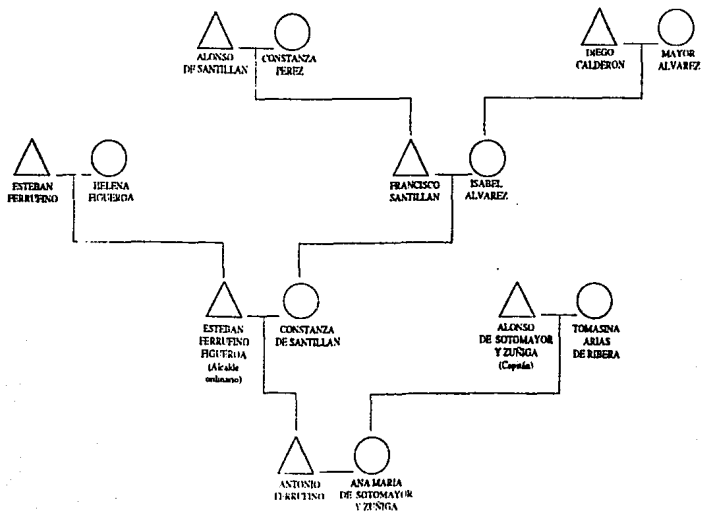 ALONSO
DE SANTILLAN
CONSTANZA
PEREZ
DIEGO
CALDERON
MAYOR
ALVAREZ
ESTEBAN
FERRUFINO
HELENA
FIGUEROA
FRANCISCO
SANTILLAN
ISABEL
ALVAREZ
ESTEBAN
FERRUFINO
FIGUEROA
(Alcalde
ordinario)
CONSTANZA
DE SANTILLAN
ALONSO
DE SOTOMAYOR
Y ZUÑIGA
(Capitán)
TOMASINA
ARIAS
DE RIBERA
ANTONIO
FERRUFINO
ANA MARIA
DE SOTOMAYOR
Y ZUÑIGA